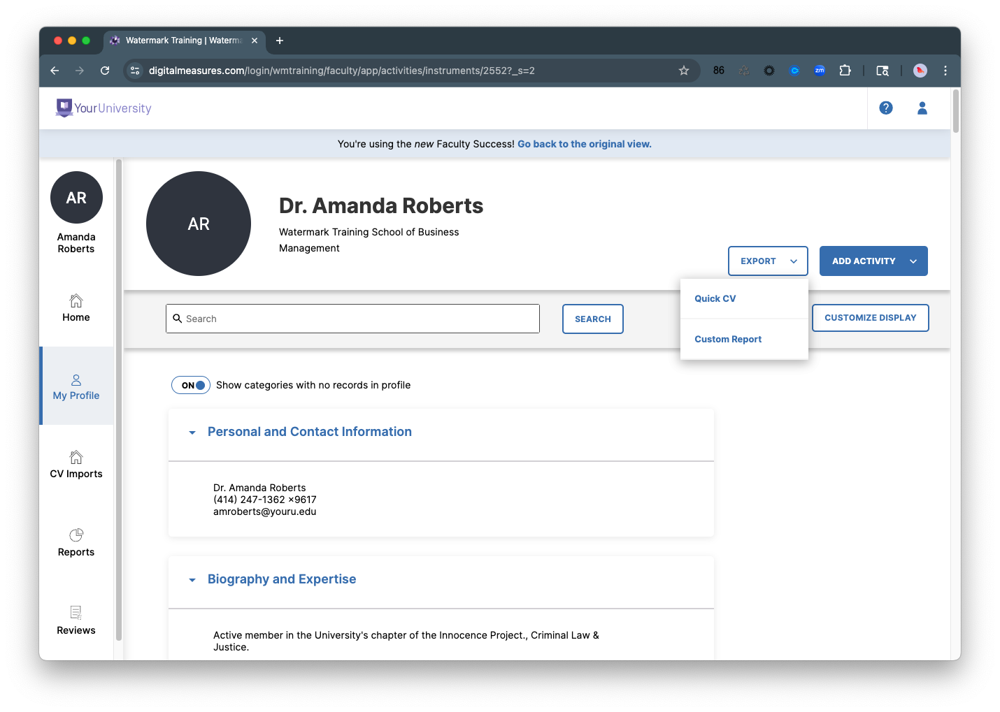 Watermark Training | Waterma
digitalmeasures.com/login/wmtraining/faculty/app/activities/instruments/2552?_s=2
86
zm
YourUniversity
?
You're using the new Faculty Success! Go back to the original view.
AR
Amanda
Roberts
Home
My Profile
CV Imports
Reports
Reviews
AR
Dr. Amanda Roberts
Watermark Training School of Business
Management
EXPORT
ADD ACTIVITY
Quick CV
Custom Report
Search
SEARCH
CUSTOMIZE DISPLAY
ON
Show categories with no records in profile
Personal and Contact Information
Dr. Amanda Roberts
(414) 247-1362 x9617
amroberts@youru.edu
Biography and Expertise
Active member in the University's chapter of the Innocence Project., Criminal Law &
Justice.